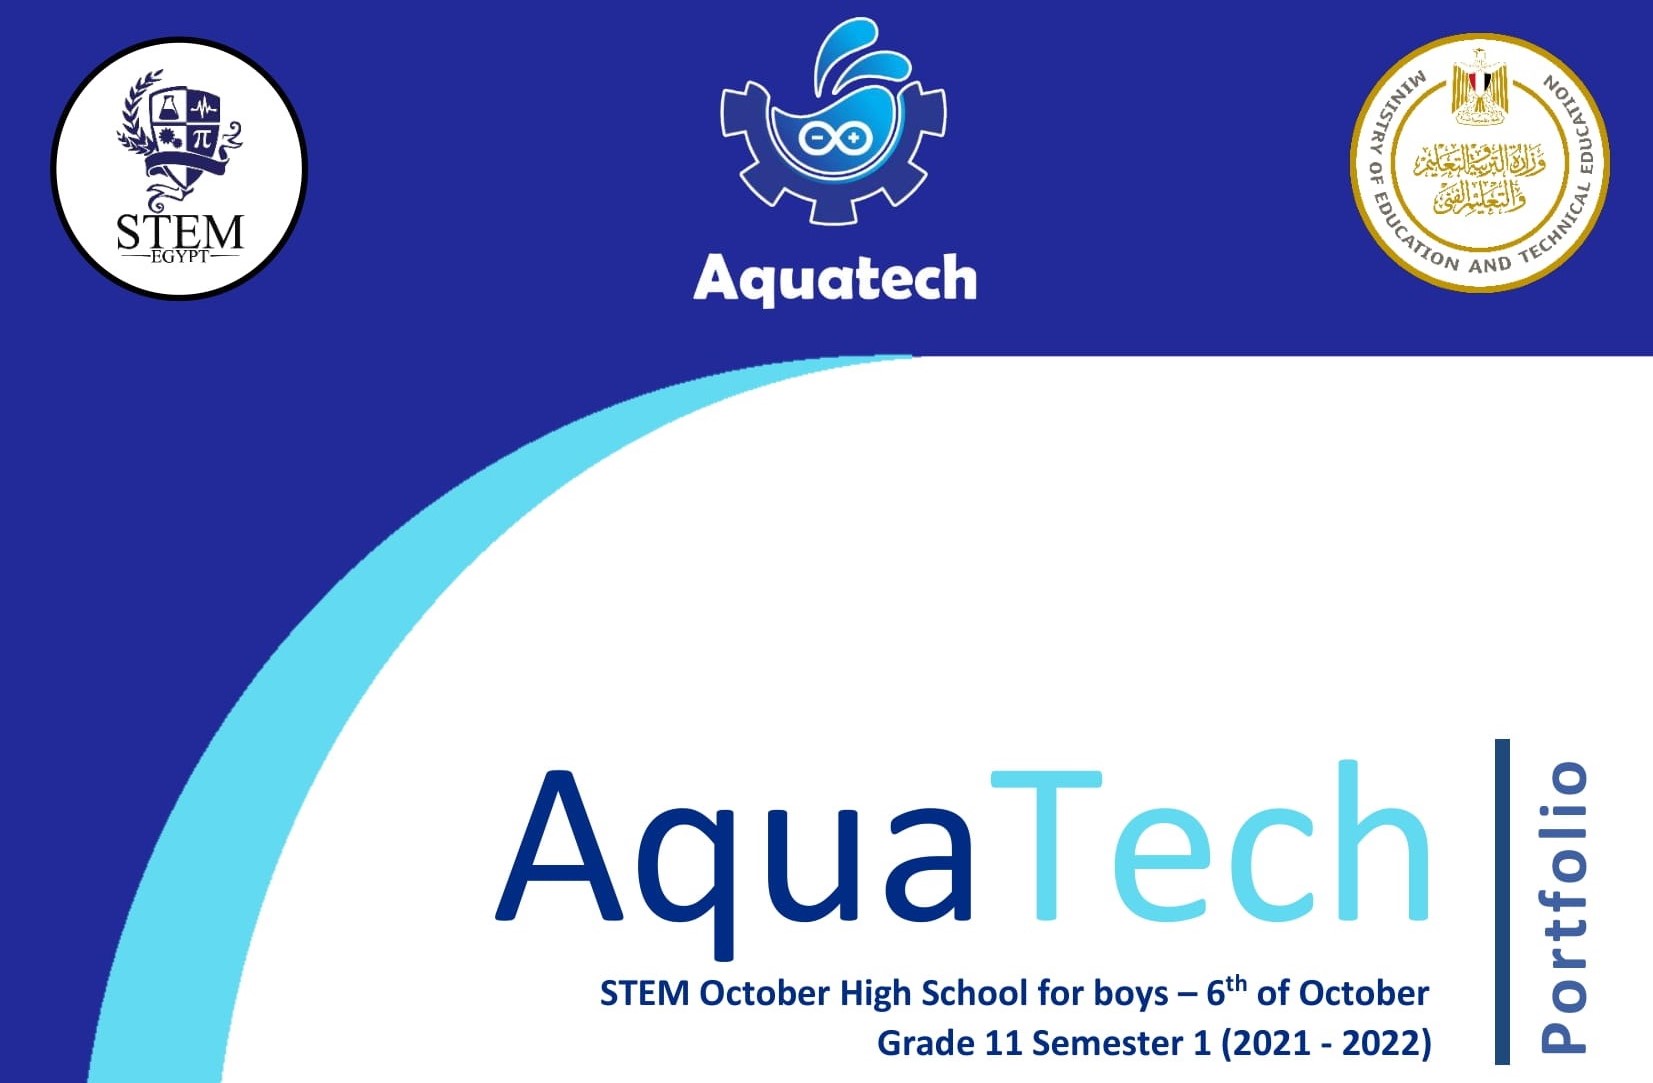 π
STEM
EGYPT
Aquatech
MINISTRY OF EDUCATION AND TECHNICAL EDUCATION
وزارة التربية والتعليم
والتعليم الفني
AquaTech
STEM October High School for boys – 6th of October
Grade 11 Semester 1 (2021 - 2022)
Portfolio